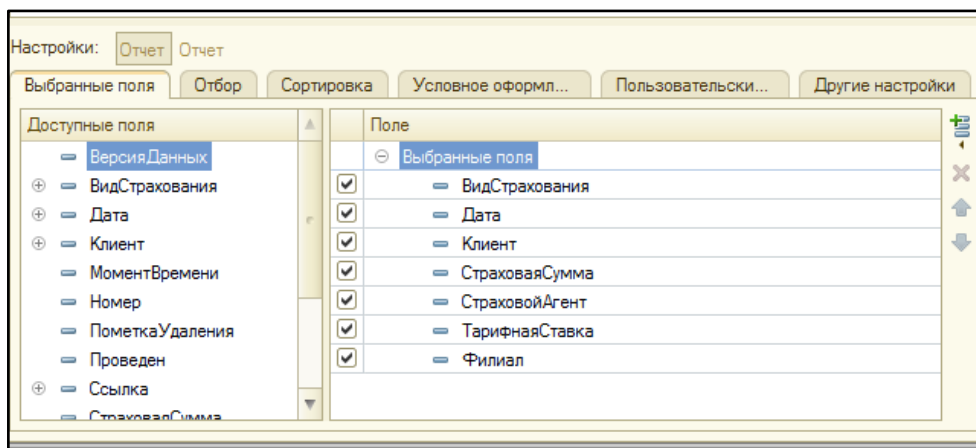 Настройки: Отчет Отчет
Выбранные поля Отбор Сортировка Условное оформл... Пользовательски... Другие настройки
Доступные поля
ВерсияДанных
ВидСтрахования
Дата
Клиент
МоментВремени
Номер
ПометкаУдаления
Проведен
Ссылка
СтраховаяСумма
Поле
Выбранные поля
ВидСтрахования
Дата
Клиент
СтраховаяСумма
СтраховойАгент
ТарифнаяСтавка
Филиал